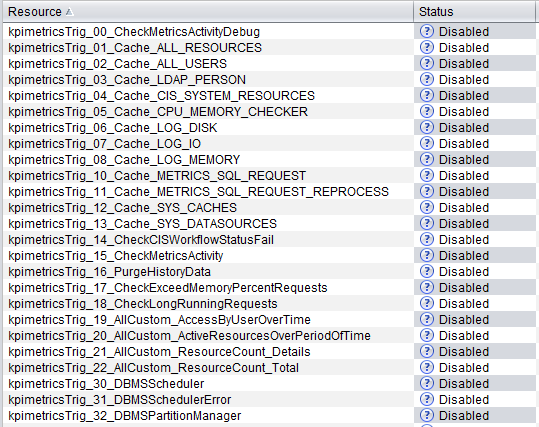 Resource Status
kpimetricsTrig_00_CheckMetricsActivityDebug Disabled
kpimetricsTrig_01_Cache_ALL_RESOURCES Disabled
kpimetricsTrig_02_Cache_ALL_USERS Disabled
kpimetricsTrig_03_Cache_LDAP_PERSON Disabled
kpimetricsTrig_04_Cache_CIS_SYSTEM_RESOURCES Disabled
kpimetricsTrig_05_Cache_CPU_MEMORY_CHECKER Disabled
kpimetricsTrig_06_Cache_LOG_DISK Disabled
kpimetricsTrig_07_Cache_LOG_IO Disabled
kpimetricsTrig_08_Cache_LOG_MEMORY Disabled
kpimetricsTrig_10_Cache_METRICS_SQL_REQUEST Disabled
kpimetricsTrig_11_Cache_METRICS_SQL_REQUEST_REPROCESS Disabled
kpimetricsTrig_12_Cache_SYS_CACHES Disabled
kpimetricsTrig_13_Cache_SYS_DATASOURCES Disabled
kpimetricsTrig_14_CheckCISWorkflowStatusFail Disabled
kpimetricsTrig_15_CheckMetricsActivity Disabled
kpimetricsTrig_16_PurgeHistoryData Disabled
kpimetricsTrig_17_CheckExceedMemoryPercentRequests Disabled
kpimetricsTrig_18_CheckLongRunningRequests Disabled
kpimetricsTrig_19_AllCustom_AccessByUserOverTime Disabled
kpimetricsTrig_20_AllCustom_ActiveResourcesOverPeriodOfTime Disabled
kpimetricsTrig_21_AllCustom_ResourceCount_Details Disabled
kpimetricsTrig_22_AllCustom_ResourceCount_Total Disabled
kpimetricsTrig_30_DBMSScheduler Disabled
kpimetricsTrig_31_DBMSSchedulerError Disabled
kpimetricsTrig_32_DBMSPartitionManager Disabled